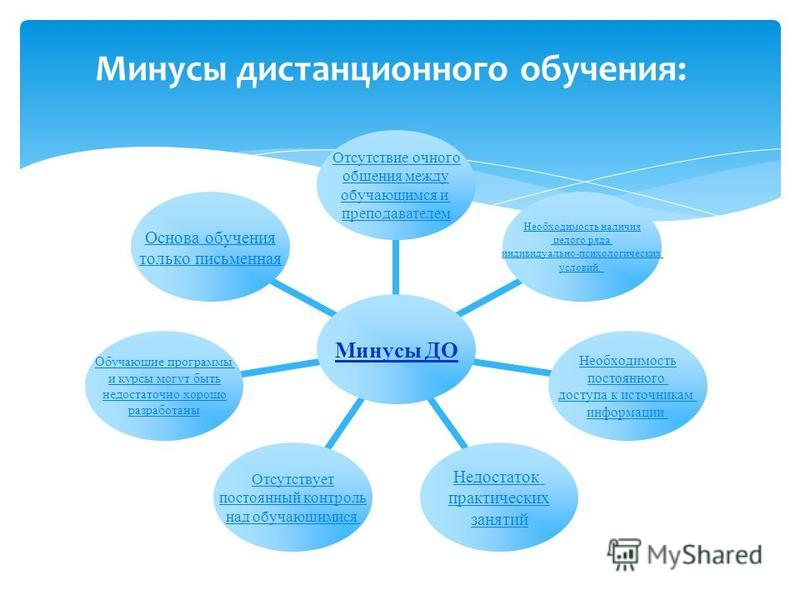 Минусы дистанционного обучения:
Отсутствие очного
общения между
обучающимся и
преподавателем
Необходимость наличия
целого ряда
индивидуально-психологических
условий.
Необходимость
постоянного
доступа к источникам
информации
Недостаток
практических
занятий
Отсутствует
постоянный контроль
над обучающимися
Обучающие программы
и курсы могут быть
недостаточно хорошо
разработаны
Основа обучения
только письменная
Минусы ДО
MyShared